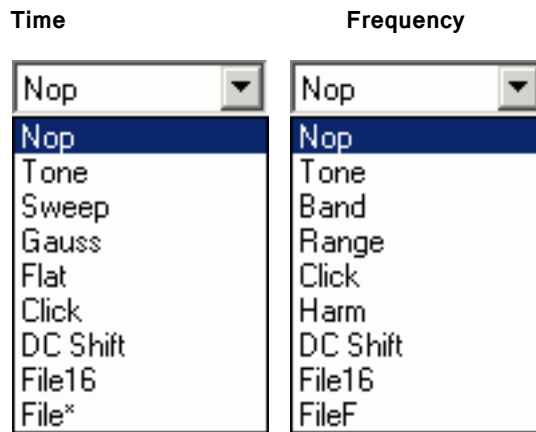 Time Frequency
Nop Nop
Nop Nop
Tone Tone
Sweep Band
Gauss Range
Flat Click
Click Harm
DC Shift DC Shift
File16 File16
File* FileF